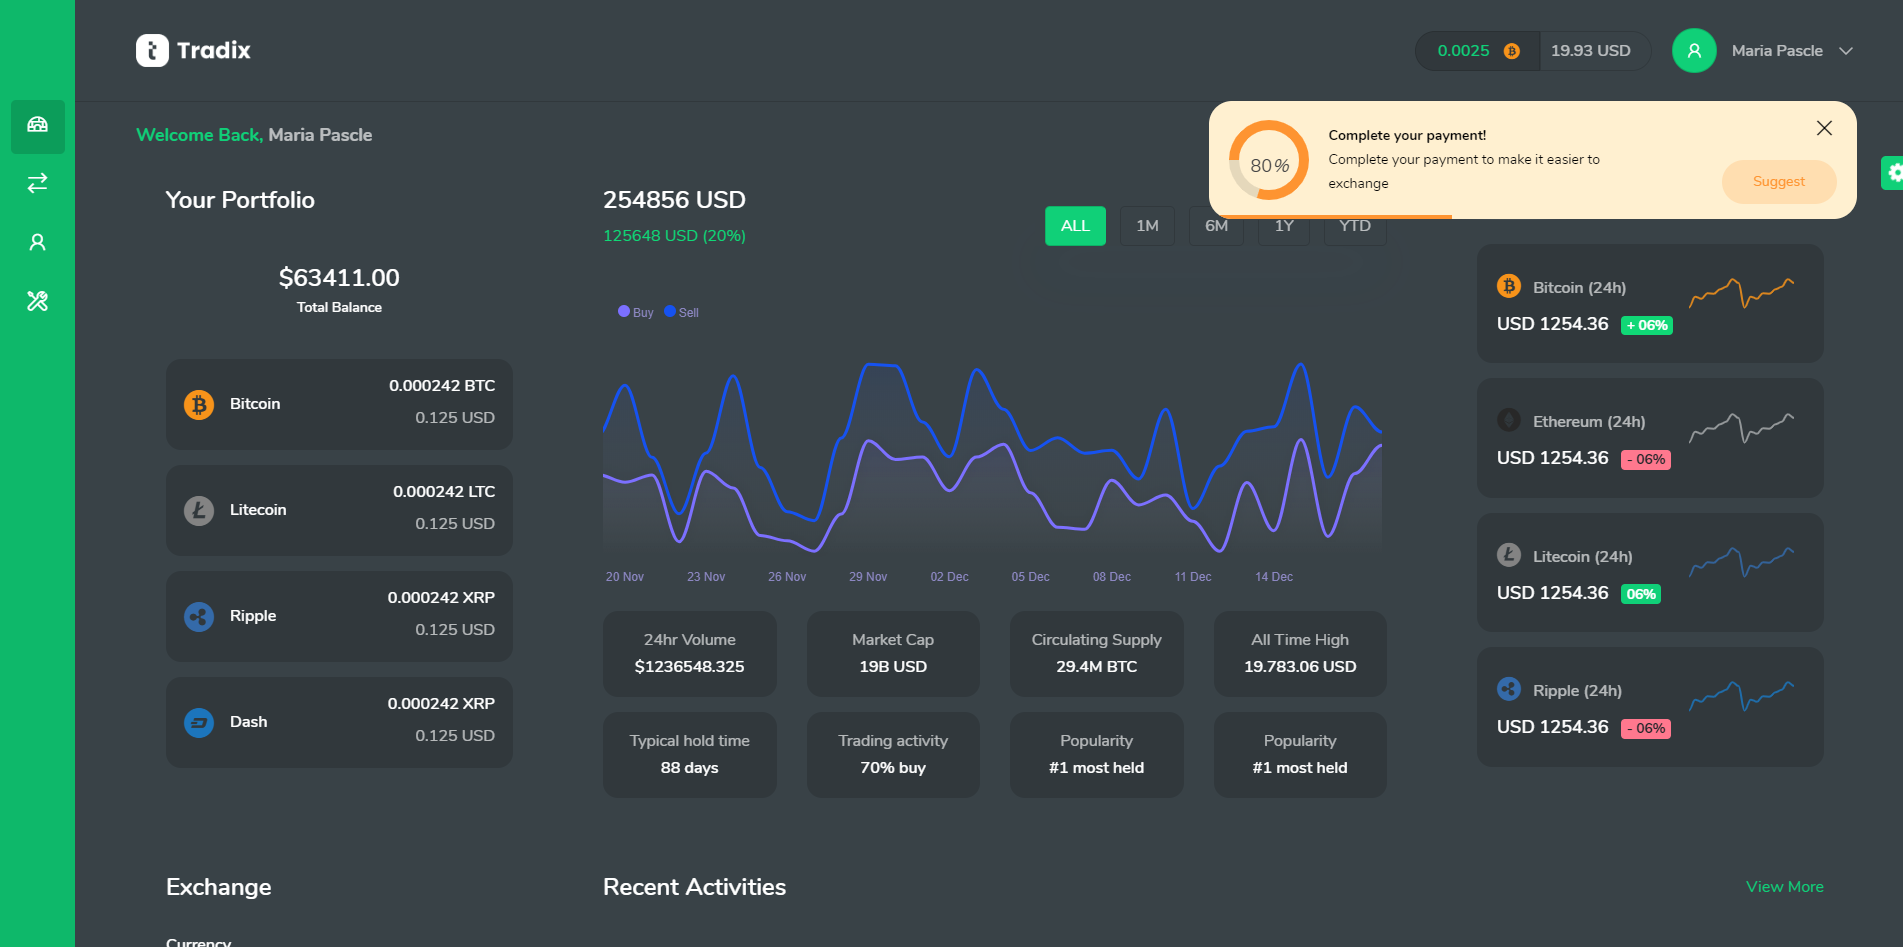 Tradix
0.0025
19.93 USD
Maria Pascle
Welcome Back, Maria Pascle
80%
Complete your payment!
Complete your payment to make it easier to
exchange
Suggest
Your Portfolio
$63411.00
Total Balance
Bitcoin
0.000242 BTC
0.125 USD
Litecoin
0.000242 LTC
0.125 USD
Ripple
0.000242 XRP
0.125 USD
Dash
0.000242 XRP
0.125 USD
254856 USD
125648 USD (20%)
ALL
1M
6M
1Y
YTD
Buy
Sell
20 Nov
23 Nov
26 Nov
29 Nov
02 Dec
05 Dec
08 Dec
11 Dec
14 Dec
24hr Volume
$1236548.325
Market Cap
19B USD
Circulating Supply
29.4M BTC
All Time High
19.783.06 USD
Typical hold time
88 days
Trading activity
70% buy
Popularity
#1 most held
Popularity
#1 most held
Bitcoin (24h)
USD 1254.36
+ 06%
Ethereum (24h)
USD 1254.36
- 06%
Litecoin (24h)
USD 1254.36
06%
Ripple (24h)
USD 1254.36
- 06%
Exchange
Currency
Recent Activities
View More